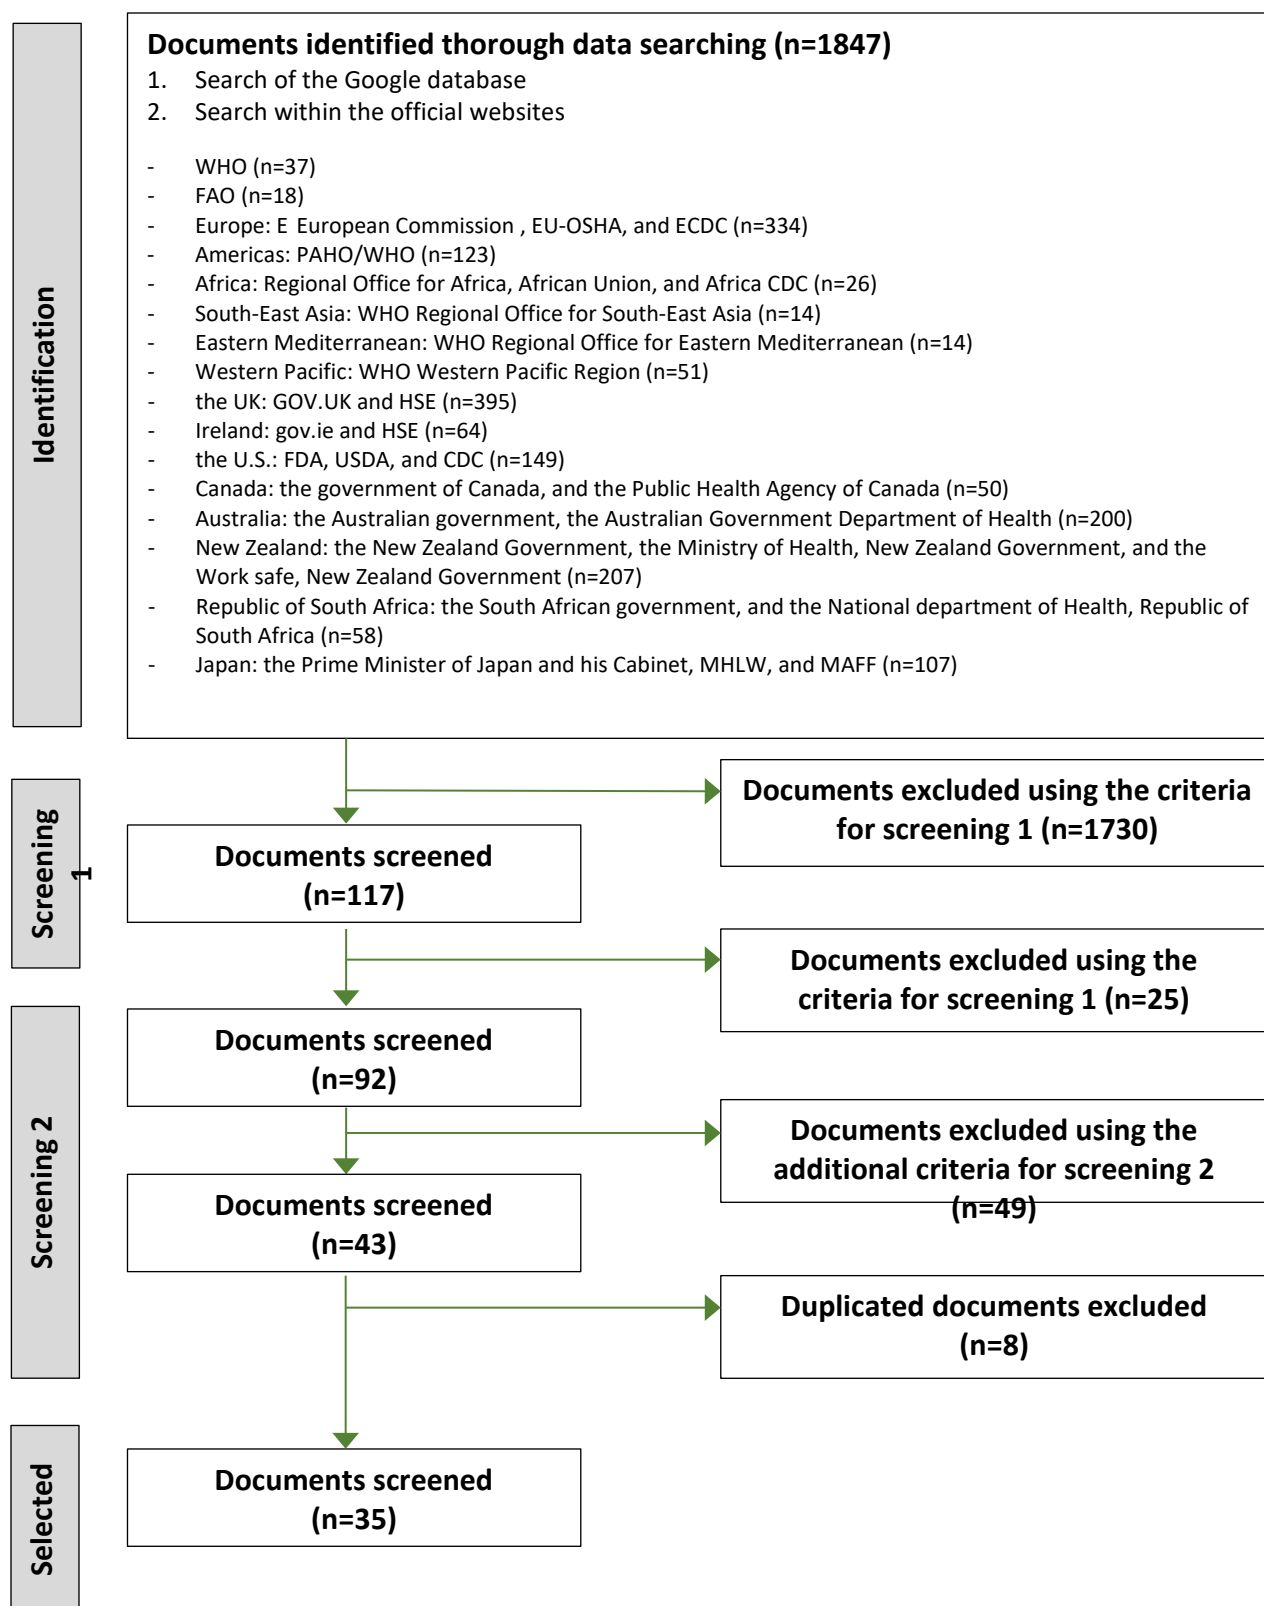 Documents identified thorough data searching (n=1847)
1. Search of the Google database
2. Search within the official websites
- WHO (n=37)
- FAO (n=18)
- Europe: E European Commission , EU-OSHA, and ECDC (n=334)
- Americas: PAHO/WHO (n=123)
- Africa: Regional Office for Africa, African Union, and Africa CDC (n=26)
- South-East Asia: WHO Regional Office for South-East Asia (n=14)
- Eastern Mediterranean: WHO Regional Office for Eastern Mediterranean (n=14)
- Western Pacific: WHO Western Pacific Region (n=51)
- the UK: GOV.UK and HSE (n=395)
- Ireland: gov.ie and HSE (n=64)
- the U.S.: FDA, USDA, and CDC (n=149)
- Canada: the government of Canada, and the Public Health Agency of Canada (n=50)
- Australia: the Australian government, the Australian Government Department of Health (n=200)
- New Zealand: the New Zealand Government, the Ministry of Health, New Zealand Government, and the
Work safe, New Zealand Government (n=207)
- Republic of South Africa: the South African government, and the National department of Health, Republic of
South Africa (n=58)
- Japan: the Prime Minister of Japan and his Cabinet, MHLW, and MAFF (n=107)
Identification
Documents excluded using the criteria
for screening 1 (n=1730)
Screening
1
Documents screened
(n=117)
Documents excluded using the
criteria for screening 1 (n=25)
Screening 2
Documents screened
(n=92)
Documents excluded using the
additional criteria for screening 2
(n=49)
Documents screened
(n=43)
Duplicated documents excluded
(n=8)
Selected
Documents screened
(n=35)